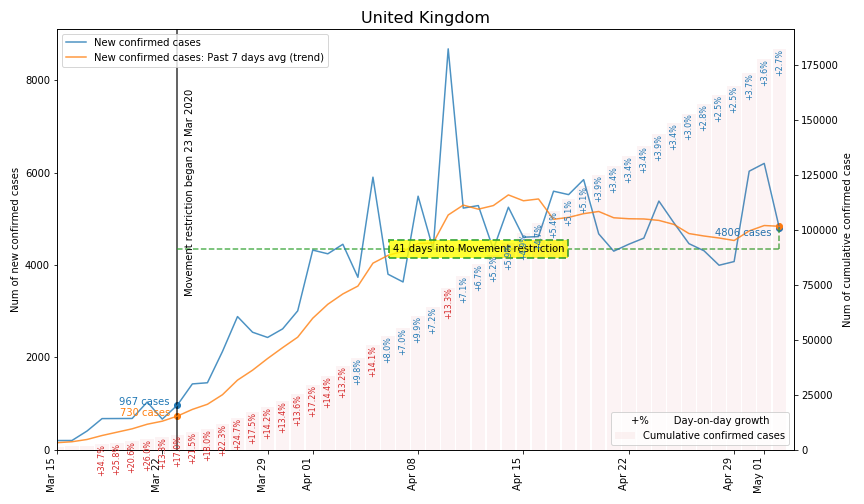 United Kingdom
New confirmed cases
New confirmed cases: Past 7 days avg (trend)
Num of new confirmed cases
8000
6000
4000
2000
0
175000
150000
125000
100000
75000
50000
25000
0
Num of cumulative confirmed case
Movement restriction began 23 Mar 2020
41 days into Movement restriction
4806 cases
967 cases
730 cases
+34.7%
+25.8%
+20.6%
+26.0%
+17.0%
+21.5%
+13.0%
+22.3%
+24.7%
+17.5%
+14.2%
+13.4%
+13.6%
+17.2%
+14.4%
+13.2%
+9.8%
+14.1%
+8.0%
+7.0%
+9.9%
+7.2%
+13.3%
+7.1%
+6.7%
+5.2%
+5.4%
+5.1%
+5.1%
+3.9%
+3.4%
+3.4%
+3.4%
+3.9%
+3.4%
+3.0%
+2.8%
+2.5%
+2.5%
+3.7%
+3.6%
+2.7%
+% Day-on-day growth
Cumulative confirmed cases
Mar 15
Mar 22
Mar 29
Apr 01
Apr 08
Apr 15
Apr 22
Apr 29
May 01